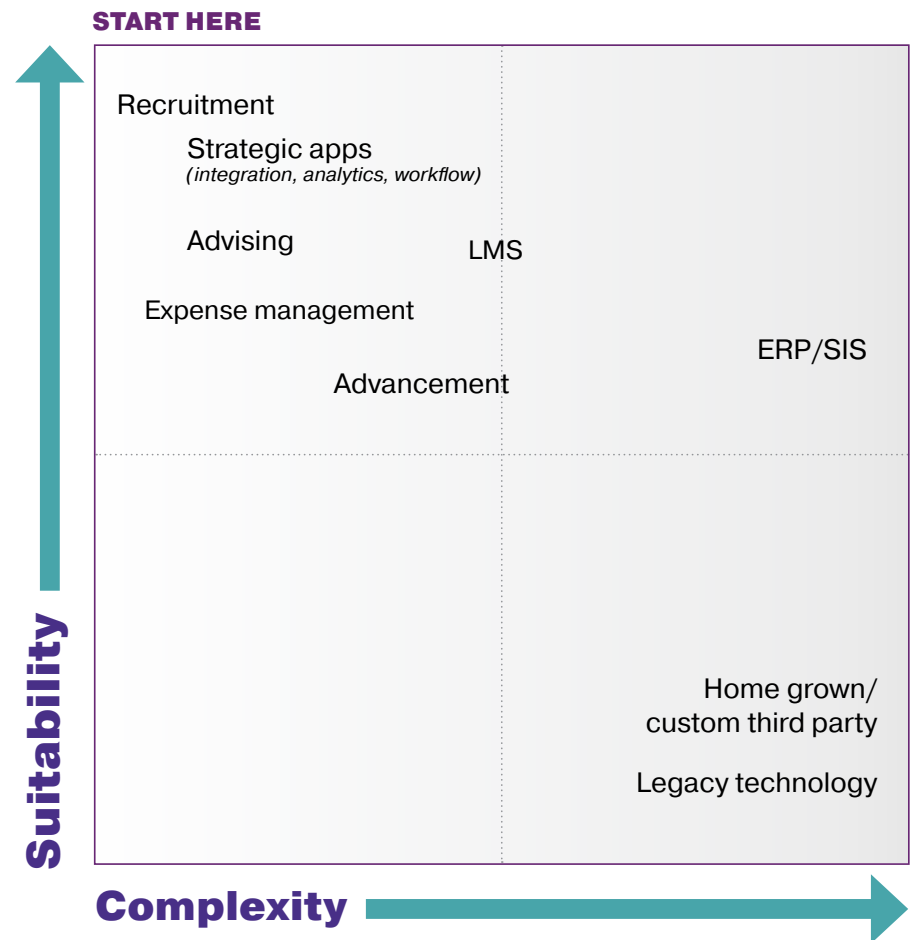 START HERE
Recruitment
Strategic apps
(integration, analytics, workflow)
Advising
LMS
Expense management
ERP/SIS
Advancement
Home grown/
custom third party
Legacy technology
Suitability
Complexity